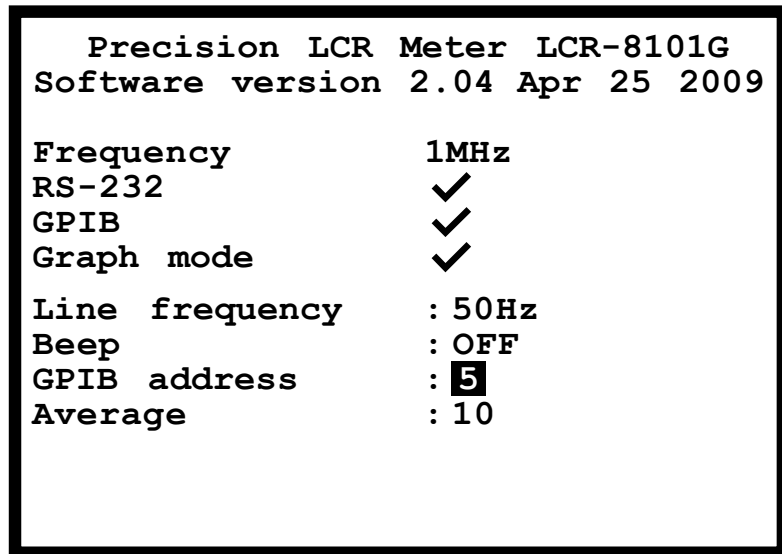 Precision LCR Meter LCR-8101G
Software version 2.04 Apr 25 2009
Frequency 1MHz
RS-232 ✓
GPIB ✓
Graph mode ✓
Line frequency : 50Hz
Beep : OFF
GPIB address : 5
Average : 10